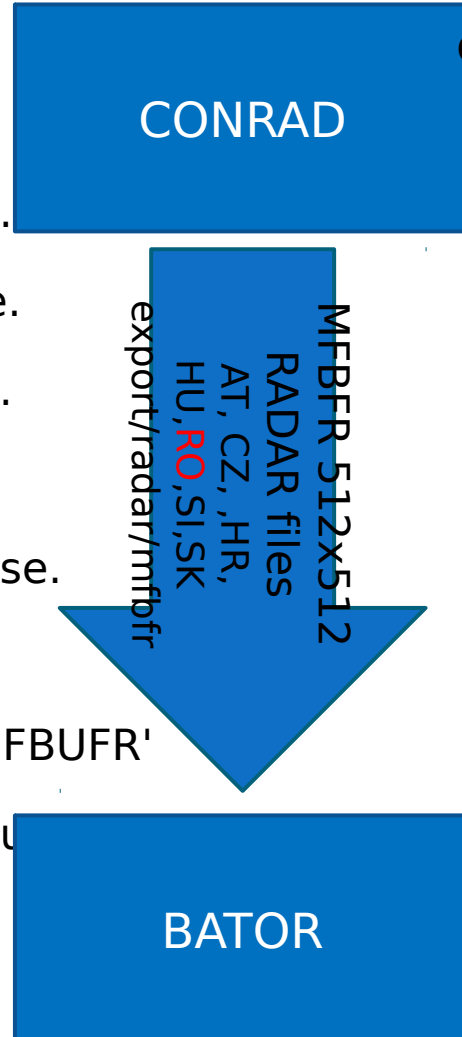 CONRAD
.
e.
.
MFBFR 512x512
RADAR files
AT, CZ, ,HR,
HU,RO,SI,SK
export/radar/mfbfr
se.
FBUFR'
BATOR